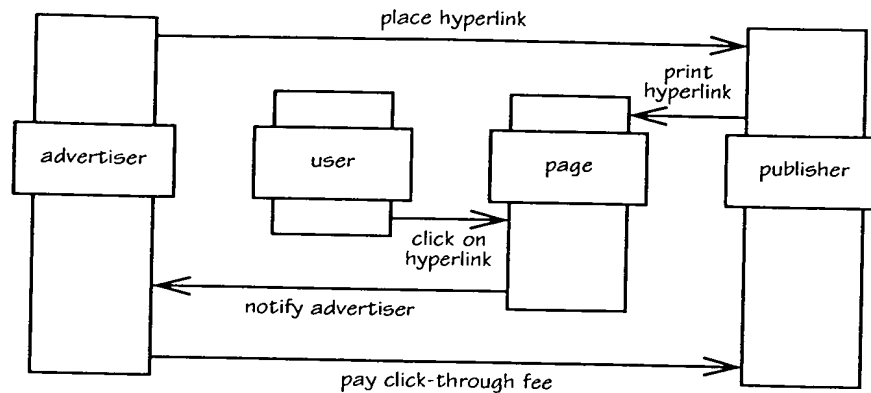 place hyperlink
print
hyperlink
advertiser
user
page
publisher
click on
hyperlink
notify advertiser
pay click-through fee